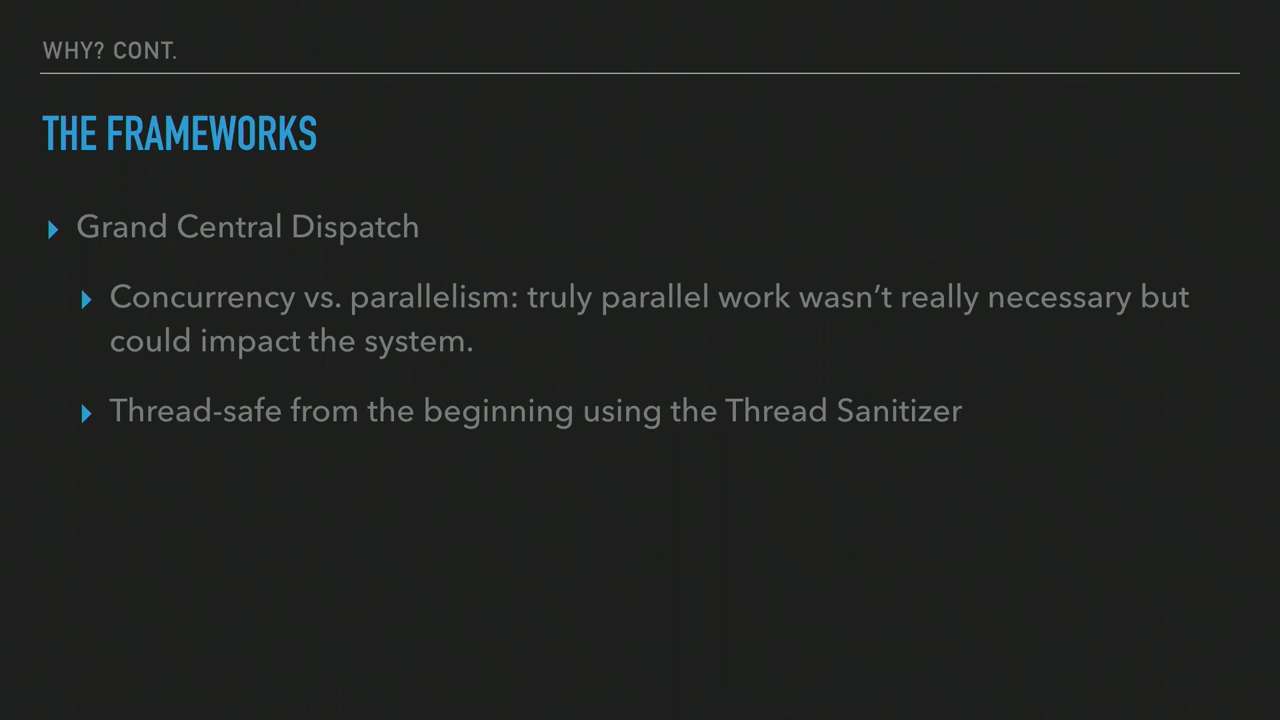 WHY? CONT.
THE FRAMEWORKS
Grand Central Dispatch
Concurrency vs. parallelism: truly parallel work wasn’t really necessary but
could impact the system.
Thread-safe from the beginning using the Thread Sanitizer